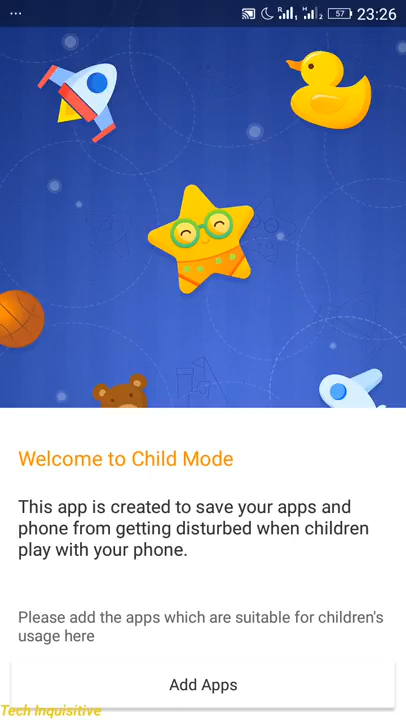 R H 1 2 57 23:26
Welcome to Child Mode
This app is created to save your apps and
phone from getting disturbed when children
play with your phone.
Please add the apps which are suitable for children's
usage here
Add Apps
Tech Inquisitive